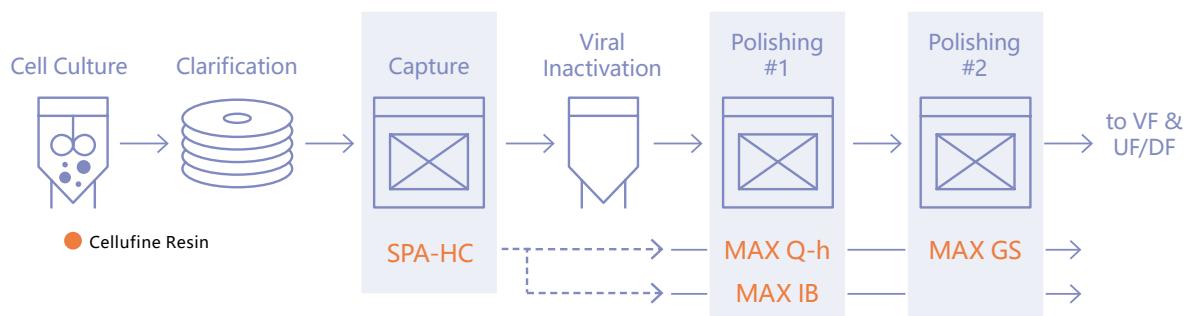 Cell Culture
Clarification
Capture
Viral
Inactivation
Polishing
#1
Polishing
#2
to VF &
UF/DF
Cellufine Resin
SPA-HC
MAX Q-h
MAX GS
MAX IB